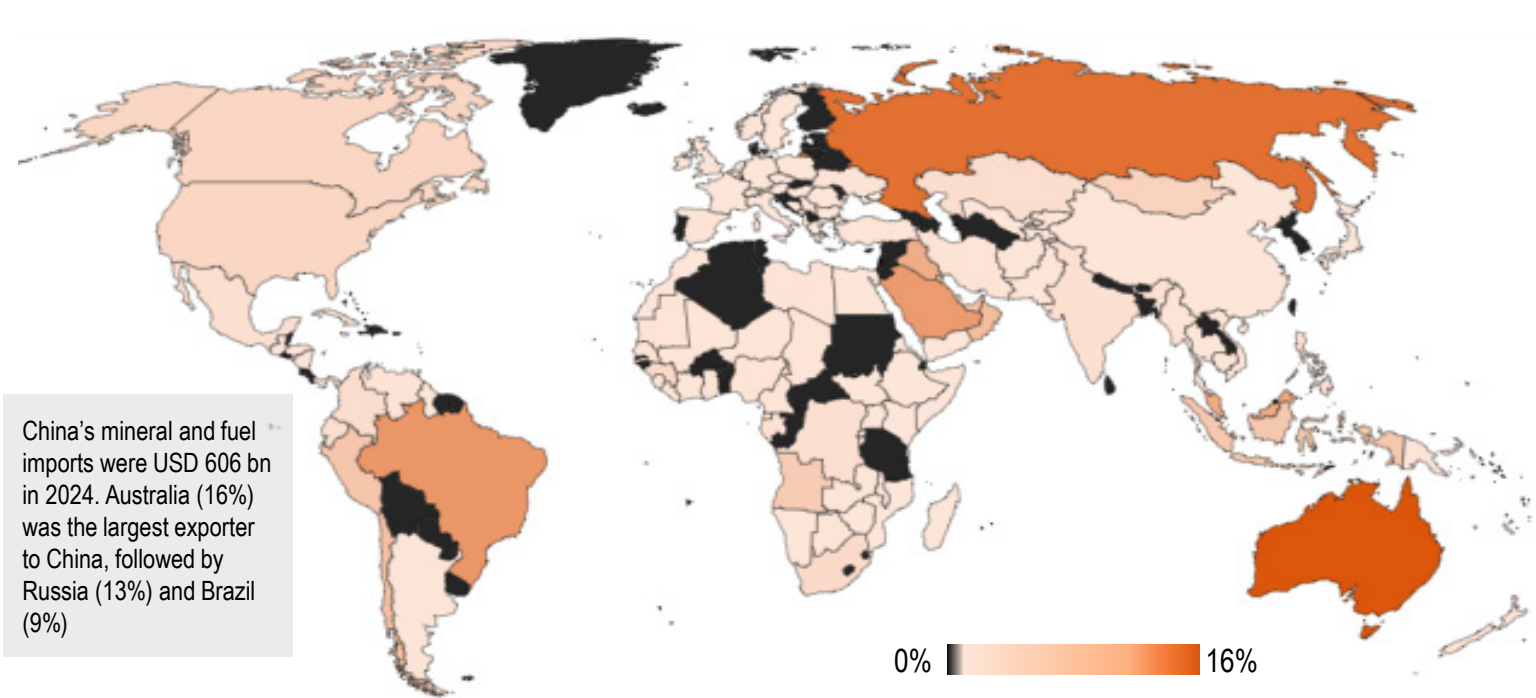 China's mineral and fuel
imports were USD 606 bn
in 2024. Australia (16%)
was the largest exporter
to China, followed by
Russia (13%) and Brazil
(9%)
0%
16%